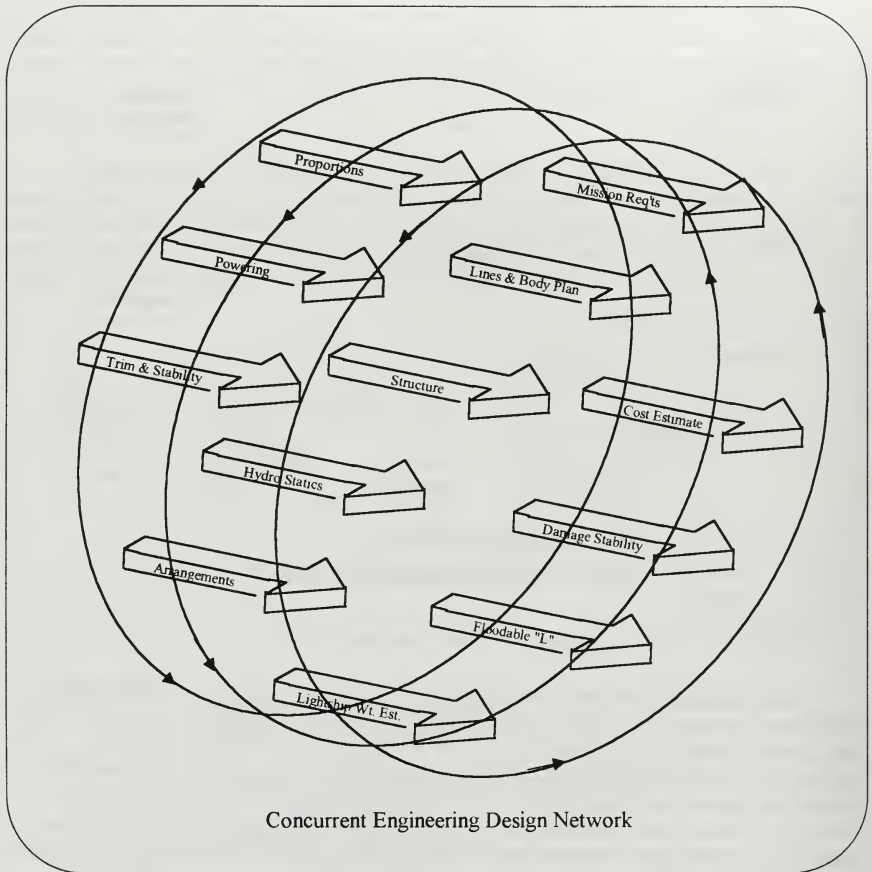 Proportions
Mission Req'ts
Powering
Lines & Body Plan
Trim & Stability
Structure
Cost Estimate
Hydro Statics
Damage Stability
Arrangements
Floodable "L"
Lightship Wt. Est.
Concurrent Engineering Design Network